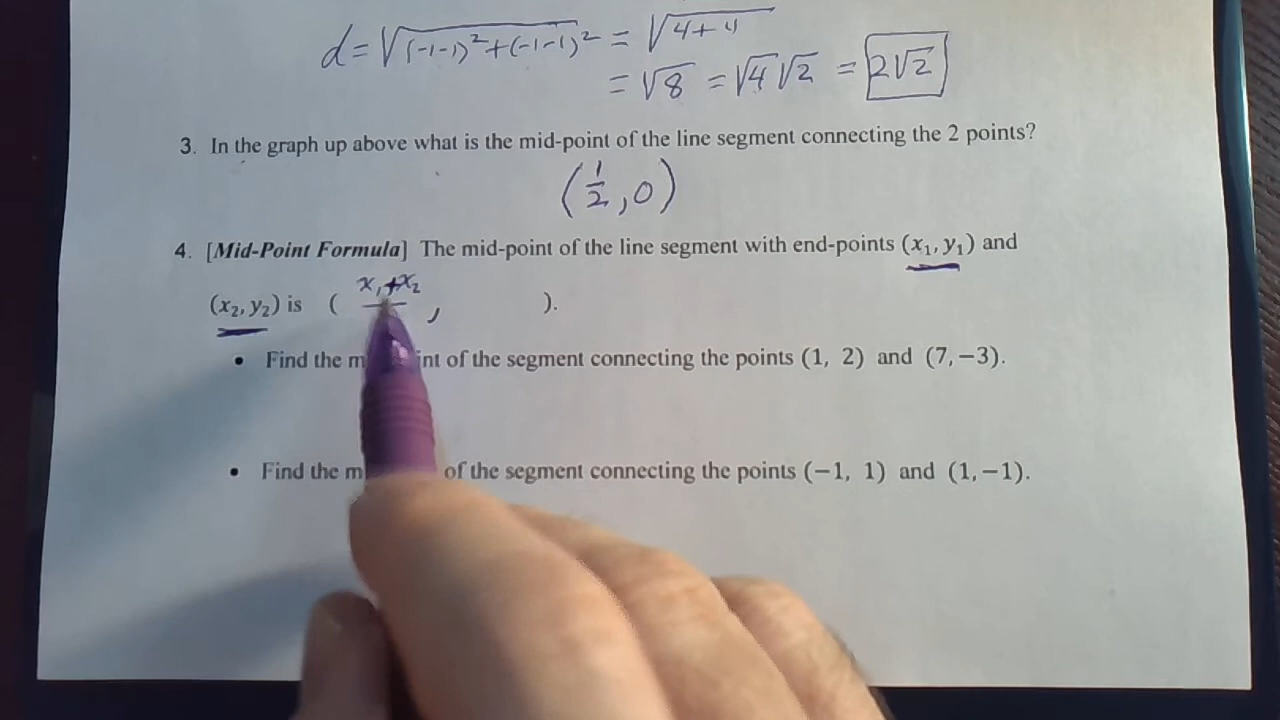 d = √(-1-1)² + (-1-1)² = √4+4
= √8 = √4 √2 = 2√2
3. In the graph up above what is the mid-point of the line segment connecting the 2 points?
(1/2, 0)
4. [Mid-Point Formula] The mid-point of the line segment with end-points (x₁, y₁) and
(x₂, y₂) is ( x₁+x₂ , ).
• Find the m int of the segment connecting the points (1, 2) and (7, −3).
• Find the m of the segment connecting the points (−1, 1) and (1, −1).